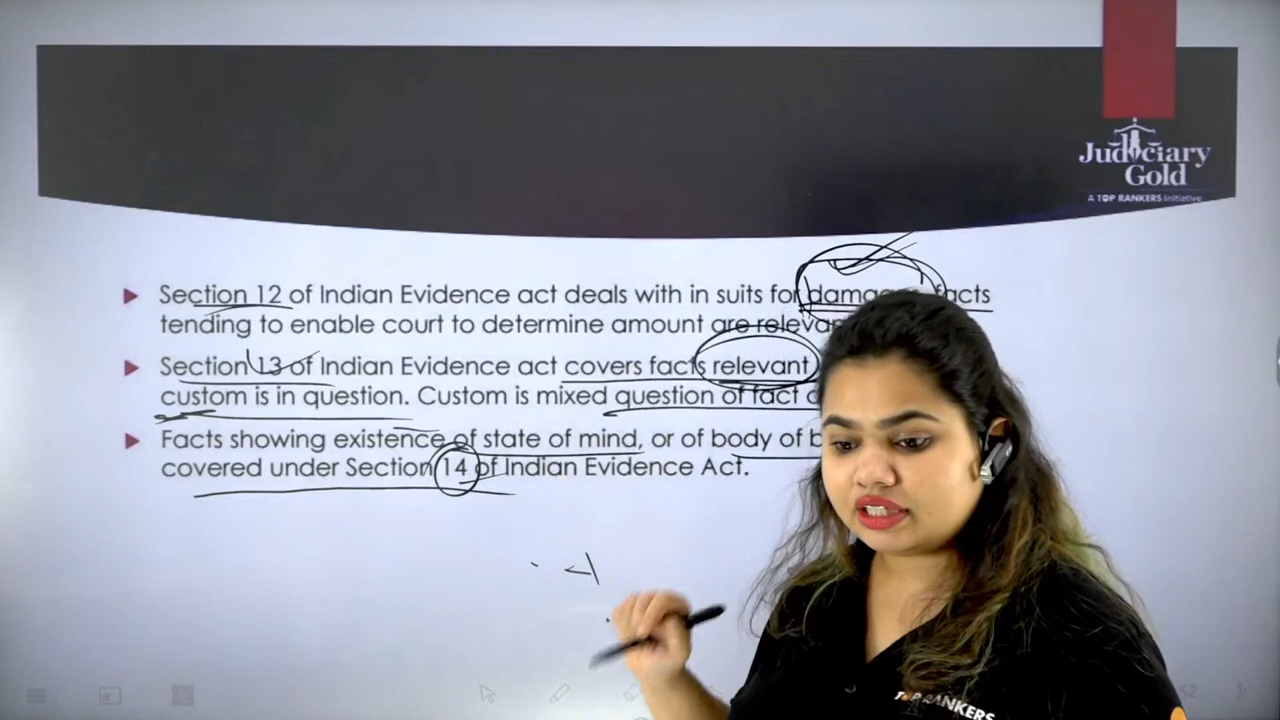 Judiciary
Gold
A TOP RANKERS Initiative
Section 12 of Indian Evidence act deals with in suits for damages, facts
tending to enable court to determine amount are
Section 13 of Indian Evidence act covers facts relevant
custom is in question. Custom is mixed question of fact
Facts showing existence of state of mind, or of body of
covered under Section 14 of Indian Evidence Act.
TOP RANKERS
52